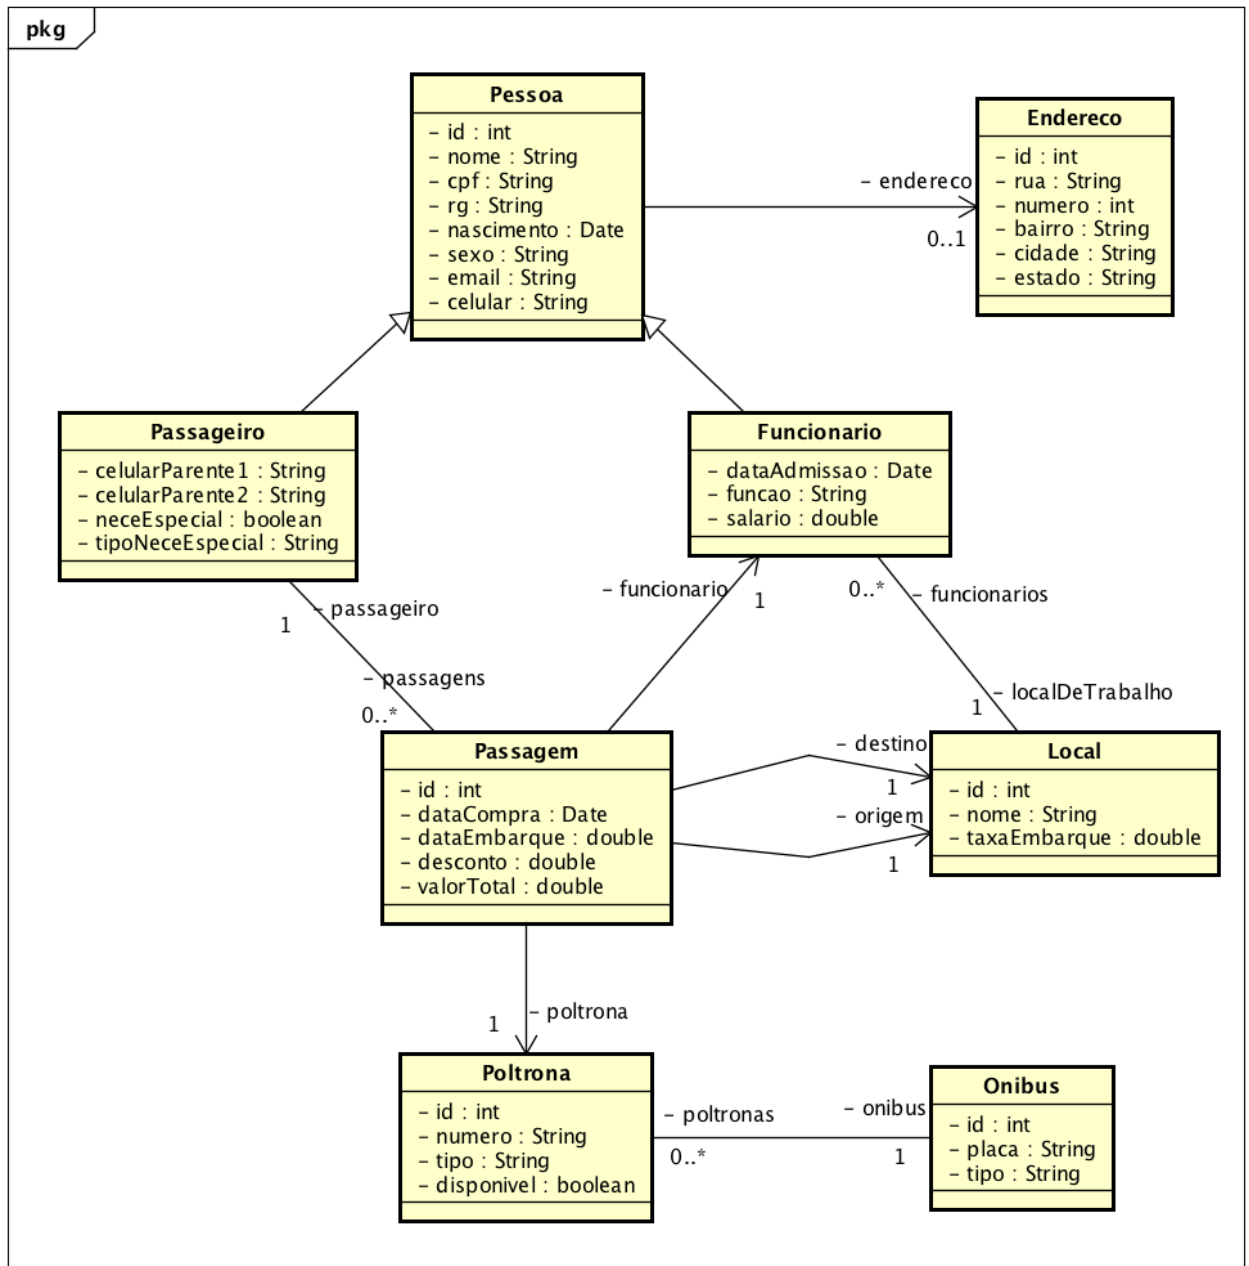 pkg
Pessoa
- id : int
- nome : String
- cpf : String
- rg : String
- nascimento : Date
- sexo : String
- email : String
- celular : String
Endereco
- id : int
- rua : String
- numero : int
- bairro : String
- cidade : String
- estado : String
- endereco
0..1
Passageiro
- celularParente1 : String
- celularParente2 : String
- neceEspecial : boolean
- tipoNeceEspecial : String
Funcionario
- dataAdmissao : Date
- funcao : String
- salario : double
- passageiro
1
- passagens
0..*
- funcionario
1
0..*
- funcionarios
- localDeTrabalho
1
Passagem
- id : int
- dataCompra : Date
- dataEmbarque : double
- desconto : double
- valorTotal : double
- destino
1
- origem
1
Local
- id : int
- nome : String
- taxaEmbarque : double
- poltrona
1
Poltrona
- id : int
- numero : String
- tipo : String
- disponivel : boolean
- poltronas
0..*
- onibus
1
Onibus
- id : int
- placa : String
- tipo : String